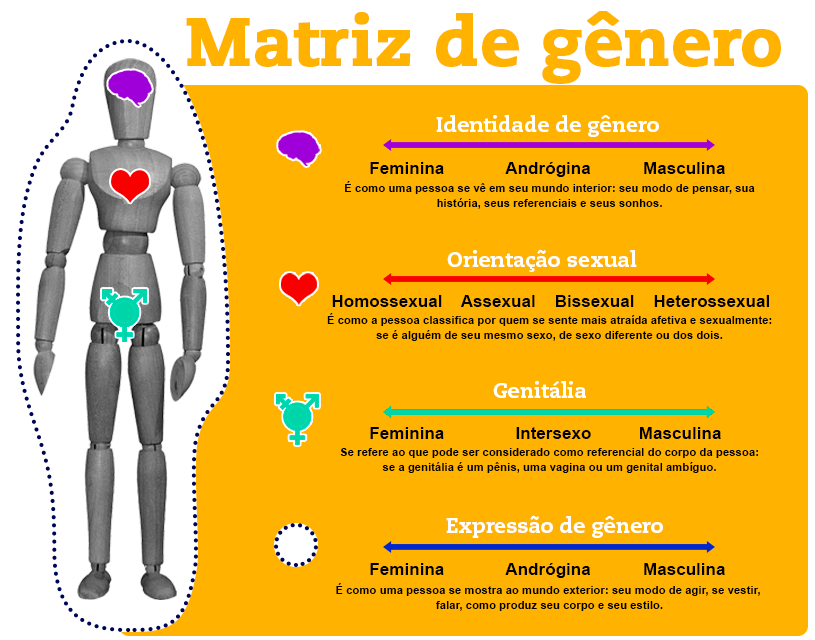 Matriz de gênero
Identidade de gênero
Feminina Andrógina Masculina
É como uma pessoa se vê em seu mundo interior: seu modo de pensar, sua
história, seus referenciais e seus sonhos.
Orientação sexual
Homossexual Assexual Bissexual Heterossexual
É como a pessoa classifica por quem se sente mais atraída afetiva e sexualmente:
se é alguém de seu mesmo sexo, de sexo diferente ou dos dois.
Genitália
Feminina Intersexo Masculina
Se refere ao que pode ser considerado como referencial do corpo da pessoa:
se a genitália é um pênis, uma vagina ou um genital ambíguo.
Expressão de gênero
Feminina Andrógina Masculina
É como uma pessoa se mostra ao mundo exterior: seu modo de agir, se vestir,
falar, como produz seu corpo e seu estilo.